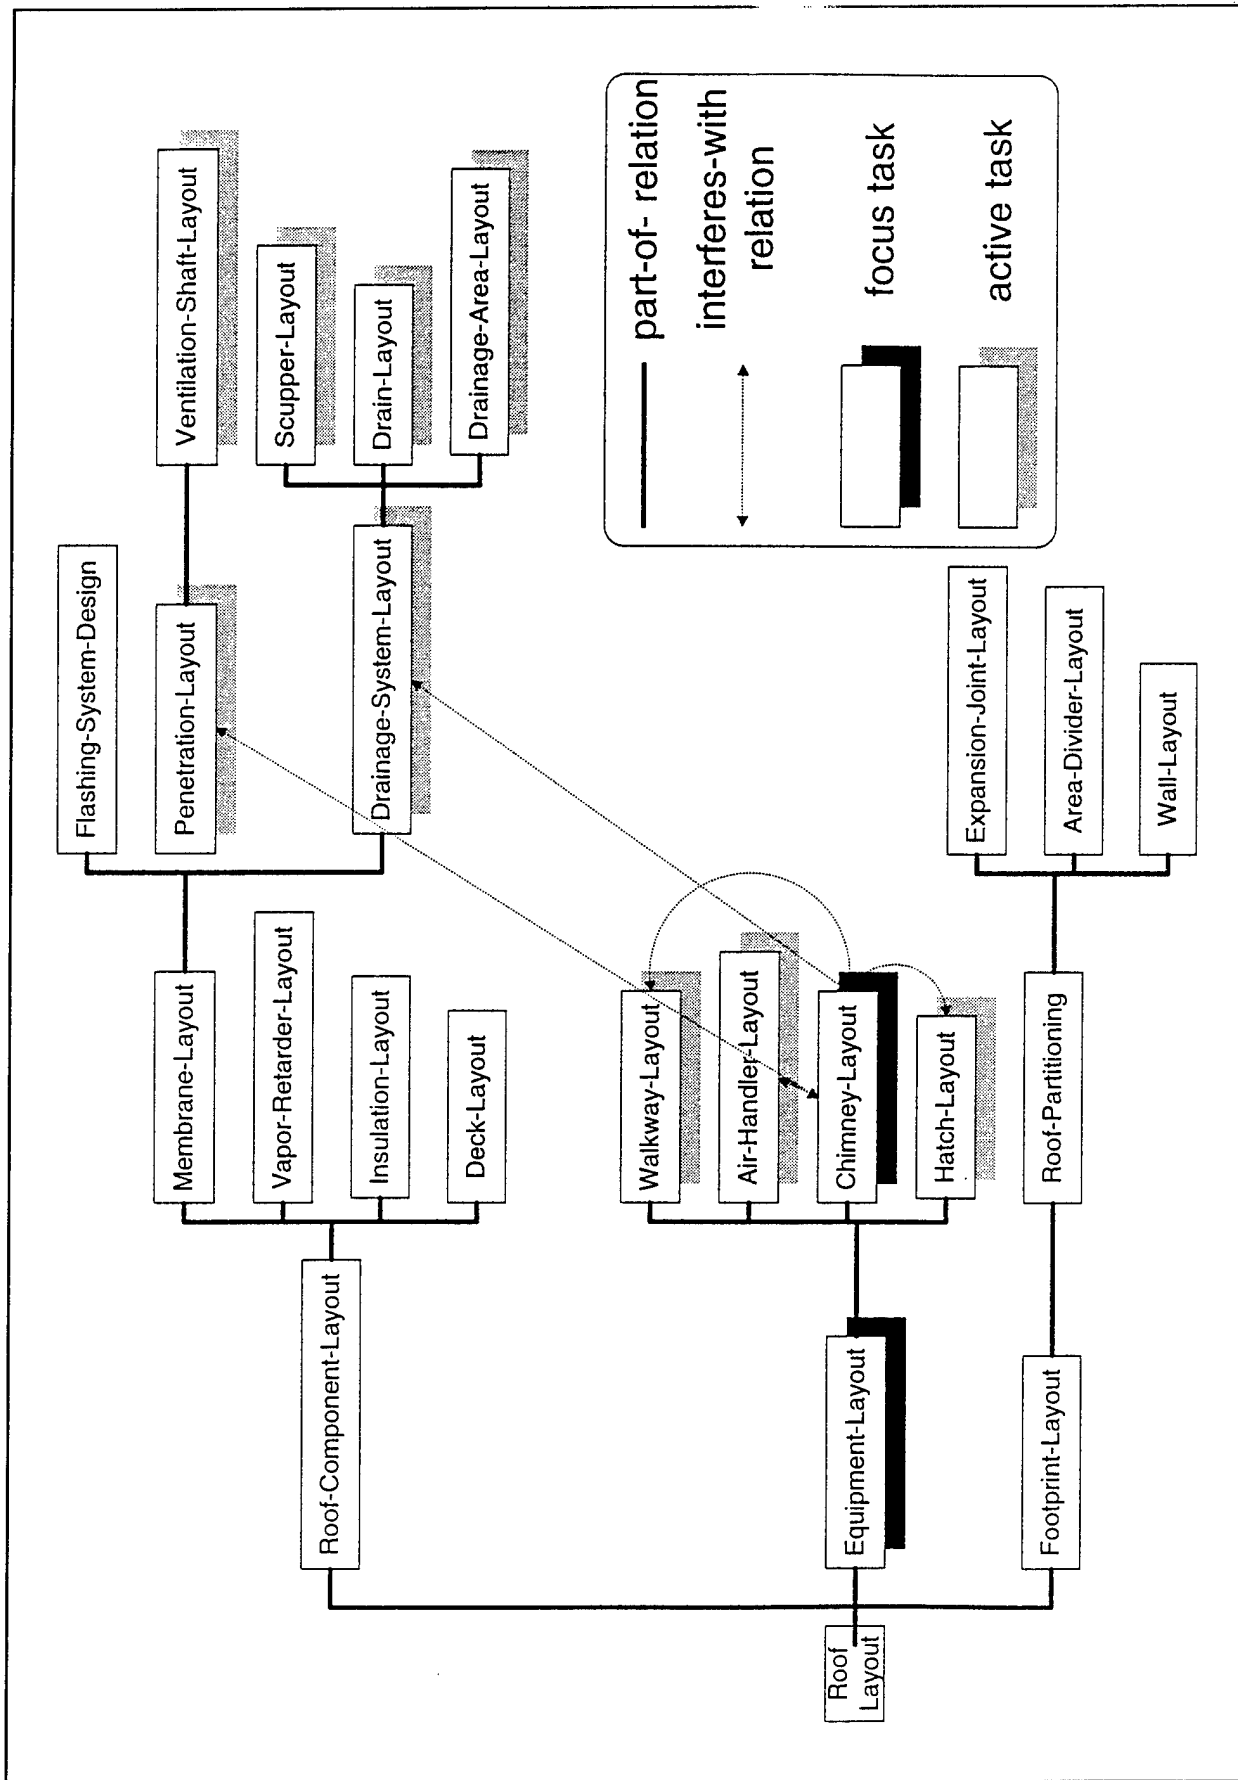 Roof
Layout
Roof-Component-Layout
Equipment-Layout
Footprint-Layout
Membrane-Layout
Vapor-Retarder-Layout
Insulation-Layout
Deck-Layout
Walkway-Layout
Air-Handler-Layout
Chimney-Layout
Hatch-Layout
Roof-Partitioning
Flashing-System-Design
Penetration-Layout
Drainage-System-Layout
Expansion-Joint-Layout
Area-Divider-Layout
Wall-Layout
Ventilation-Shaft-Layout
Scupper-Layout
Drain-Layout
Drainage-Area-Layout
part-of- relation
interferes-with
relation
focus task
active task